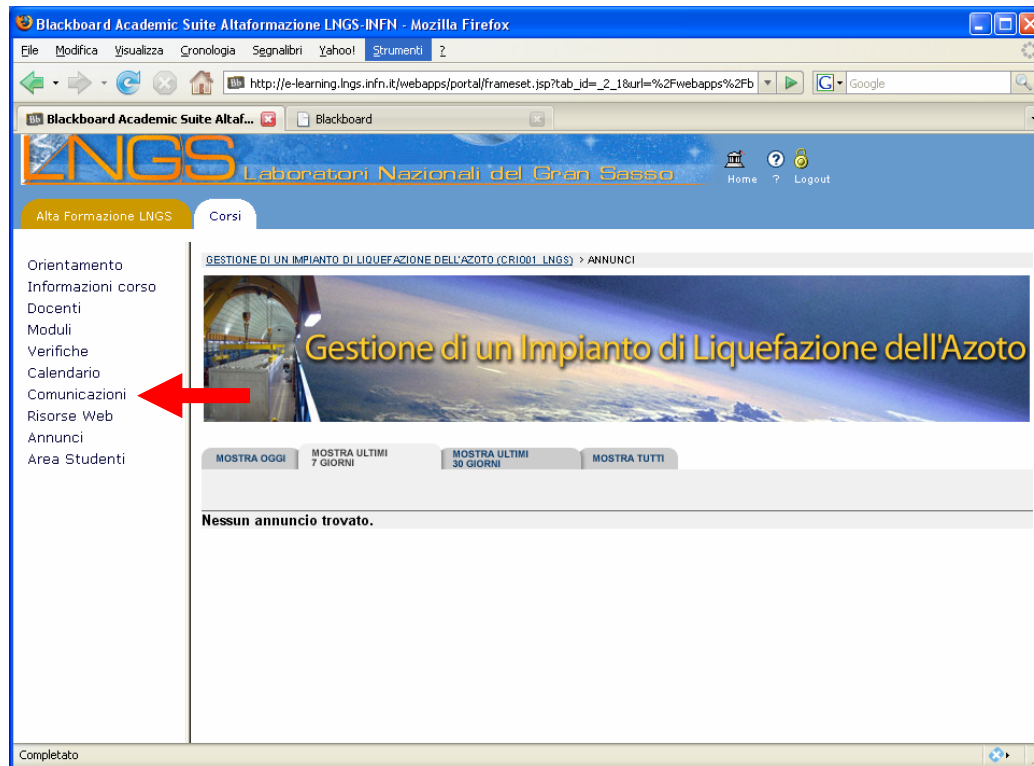 Blackboard Academic Suite Altaformazione LNGS-INFN - Mozilla Firefox
File Modifica Visualizza Cronologia Segnalibri Yahoo! Strumenti ?
http://e-learning.lngs.infn.it/webapps/portal/frameset.jsp?tab_id=_2_1&url=%2Fwebapps%2Fb G Google
Bb Blackboard Academic Suite Altaf... Blackboard
LNGS Laboratori Nazionali del Gran Sasso
Home ? Logout
Alta Formazione LNGS Corsi
GESTIONE DI UN IMPIANTO DI LIQUEFAZIONE DELL'AZOTO (CRIO01_LNGS) > ANNUNCI
Orientamento
Informazioni corso
Docenti
Moduli
Verifiche
Calendario
Comunicazioni
Risorse Web
Annunci
Area Studenti
Gestione di un Impianto di Liquefazione dell'Azoto
MOSTRA OGGI
MOSTRA ULTIMI
7 GIORNI
MOSTRA ULTIMI
30 GIORNI
MOSTRA TUTTI
Nessun annuncio trovato.
Completato